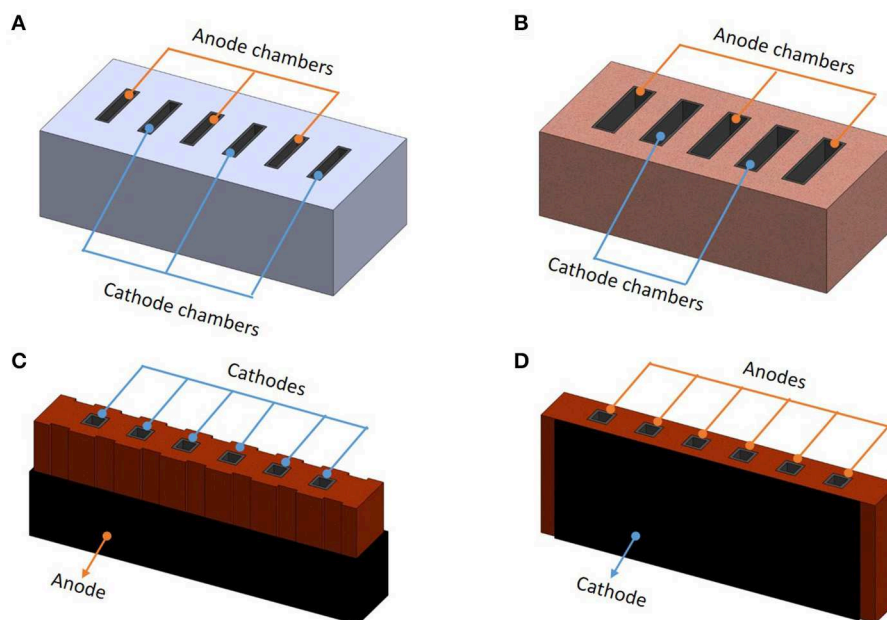 A
Anode chambers
Cathode chambers
B
Anode chambers
Cathode chambers
C
Cathodes
Anode
D
Anodes
Cathode